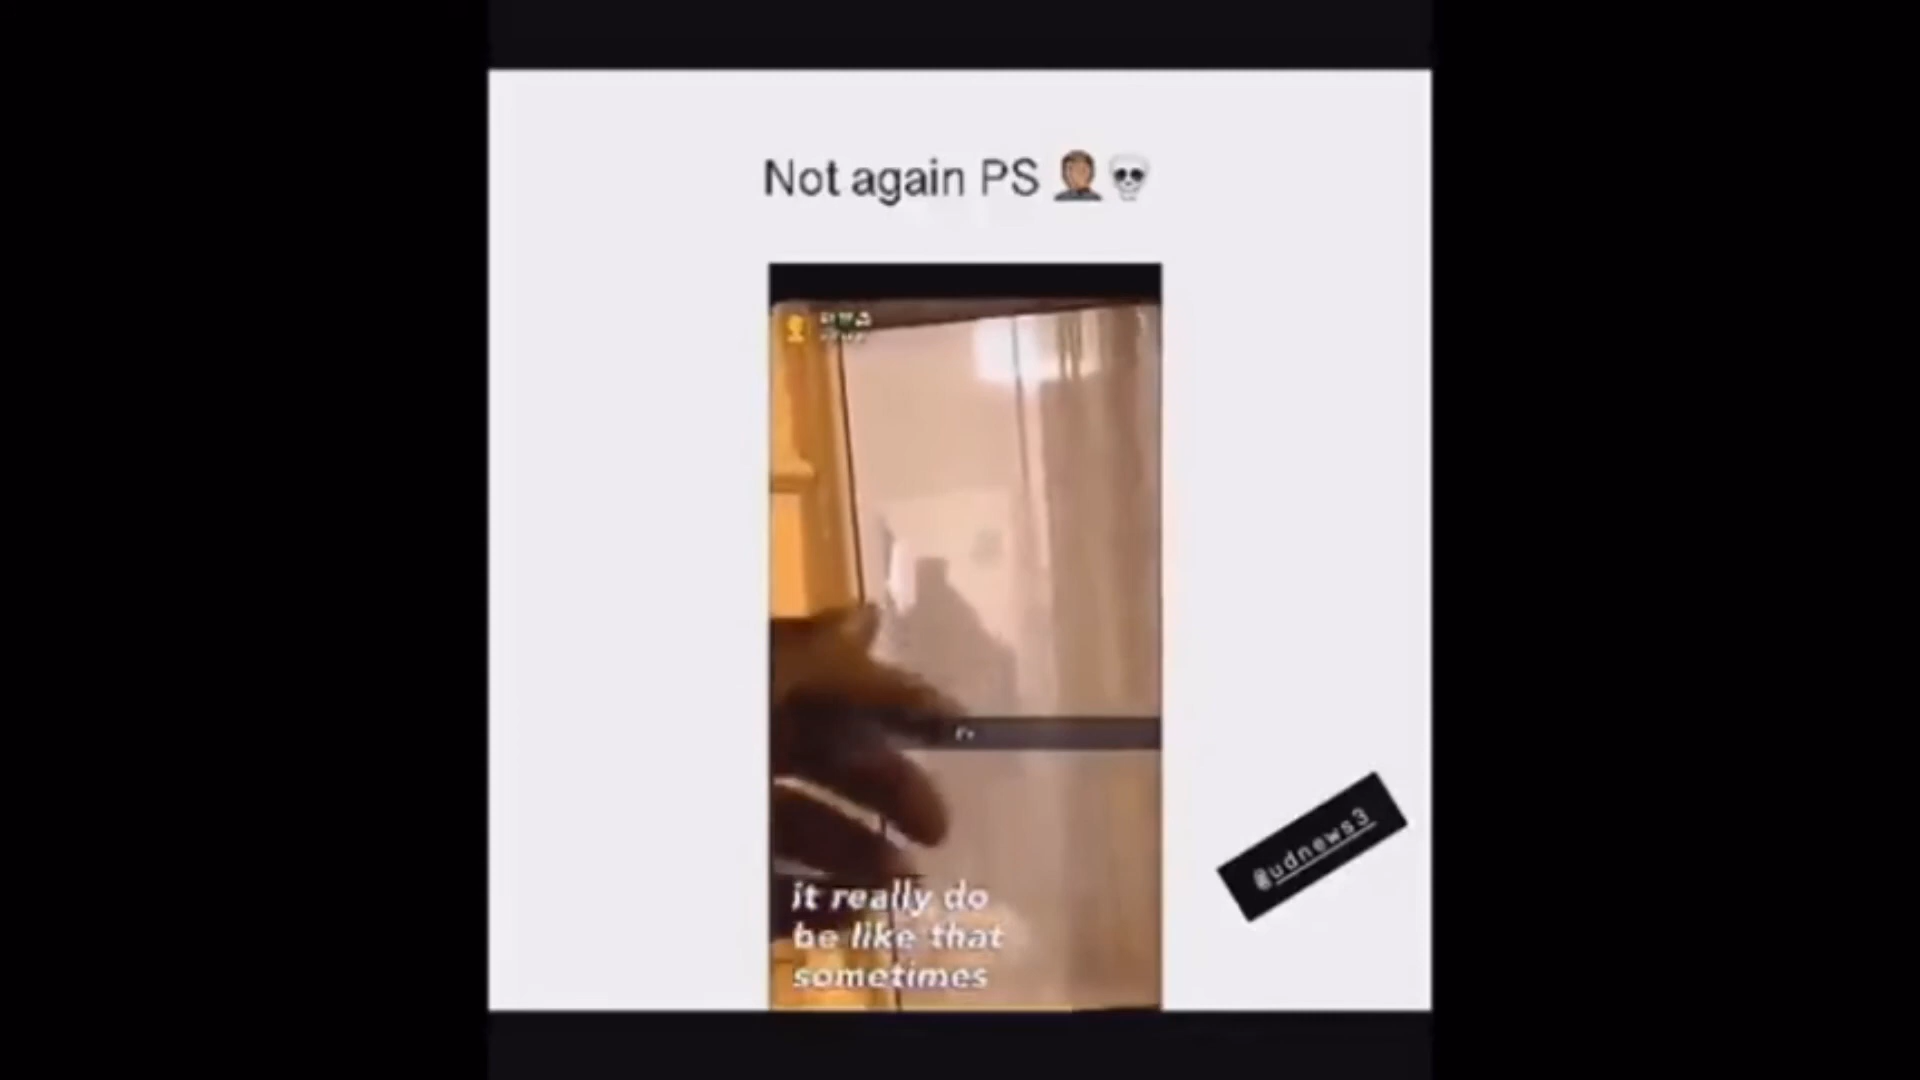 Not again PS 🤦🏽💀
it really do
be like that
sometimes
@udnews3